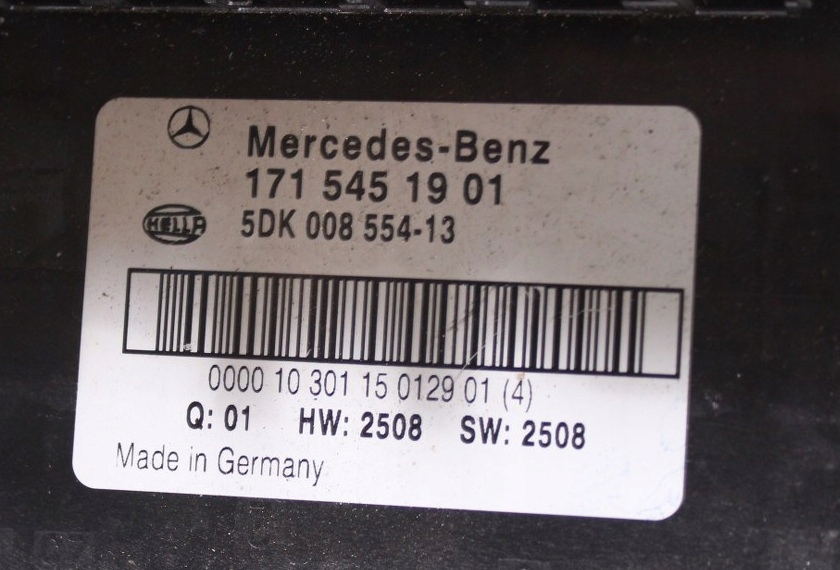 Mercedes-Benz
171 545 19 01
HELLA
5DK 008 554-13
0000 10 301 15 0129 01 (4)
Q: 01 HW: 2508 SW: 2508
Made in Germany